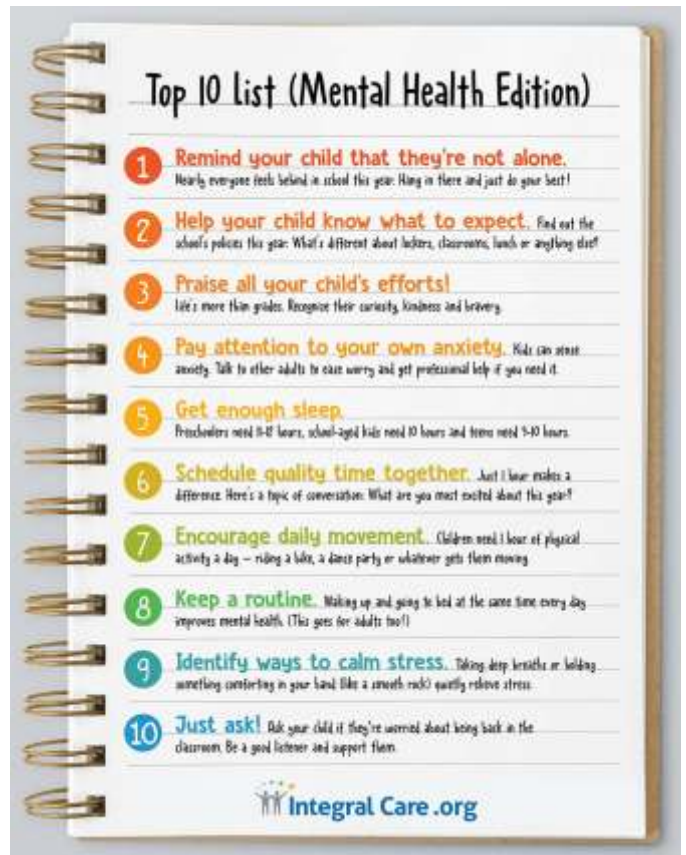 Top 10 list (Mental Health Edition)
1 Remind your child that they're not alone.
Nearly everyone feels behind in school this year. Hang in there and just do your best!
2 Help your child know what to expect. Find out the
school's policies this year. What's different about lockers, classrooms, lunch or anything else?
3 Praise all your child's efforts!
Life's more than grades. Recognize their curiosity, kindness and bravery.
4 Pay attention to your own anxiety. Kids can sense
anxiety. Talk to other adults to ease worry and get professional help if you need it.
5 Get enough sleep.
Preschoolers need 11-12 hours, school-aged kids need 10 hours and teens need 9-10 hours.
6 Schedule quality time together. Just 1 hour makes a
difference. Here's a topic of conversation: What are you most excited about this year?
7 Encourage daily movement. Children need 1 hour of physical
activity a day – riding a bike, a dance party or whatever gets them moving.
8 Keep a routine. Waking up and going to bed at the same time every day
improves mental health. (This goes for adults too!)
9 Identify ways to calm stress. Taking deep breaths or holding
something comforting in your hand (like a smooth rock) quietly relieve stress.
10 Just ask! Ask your child if they're worried about being back in the
classroom. Be a good listener and support them.
Integral Care.org